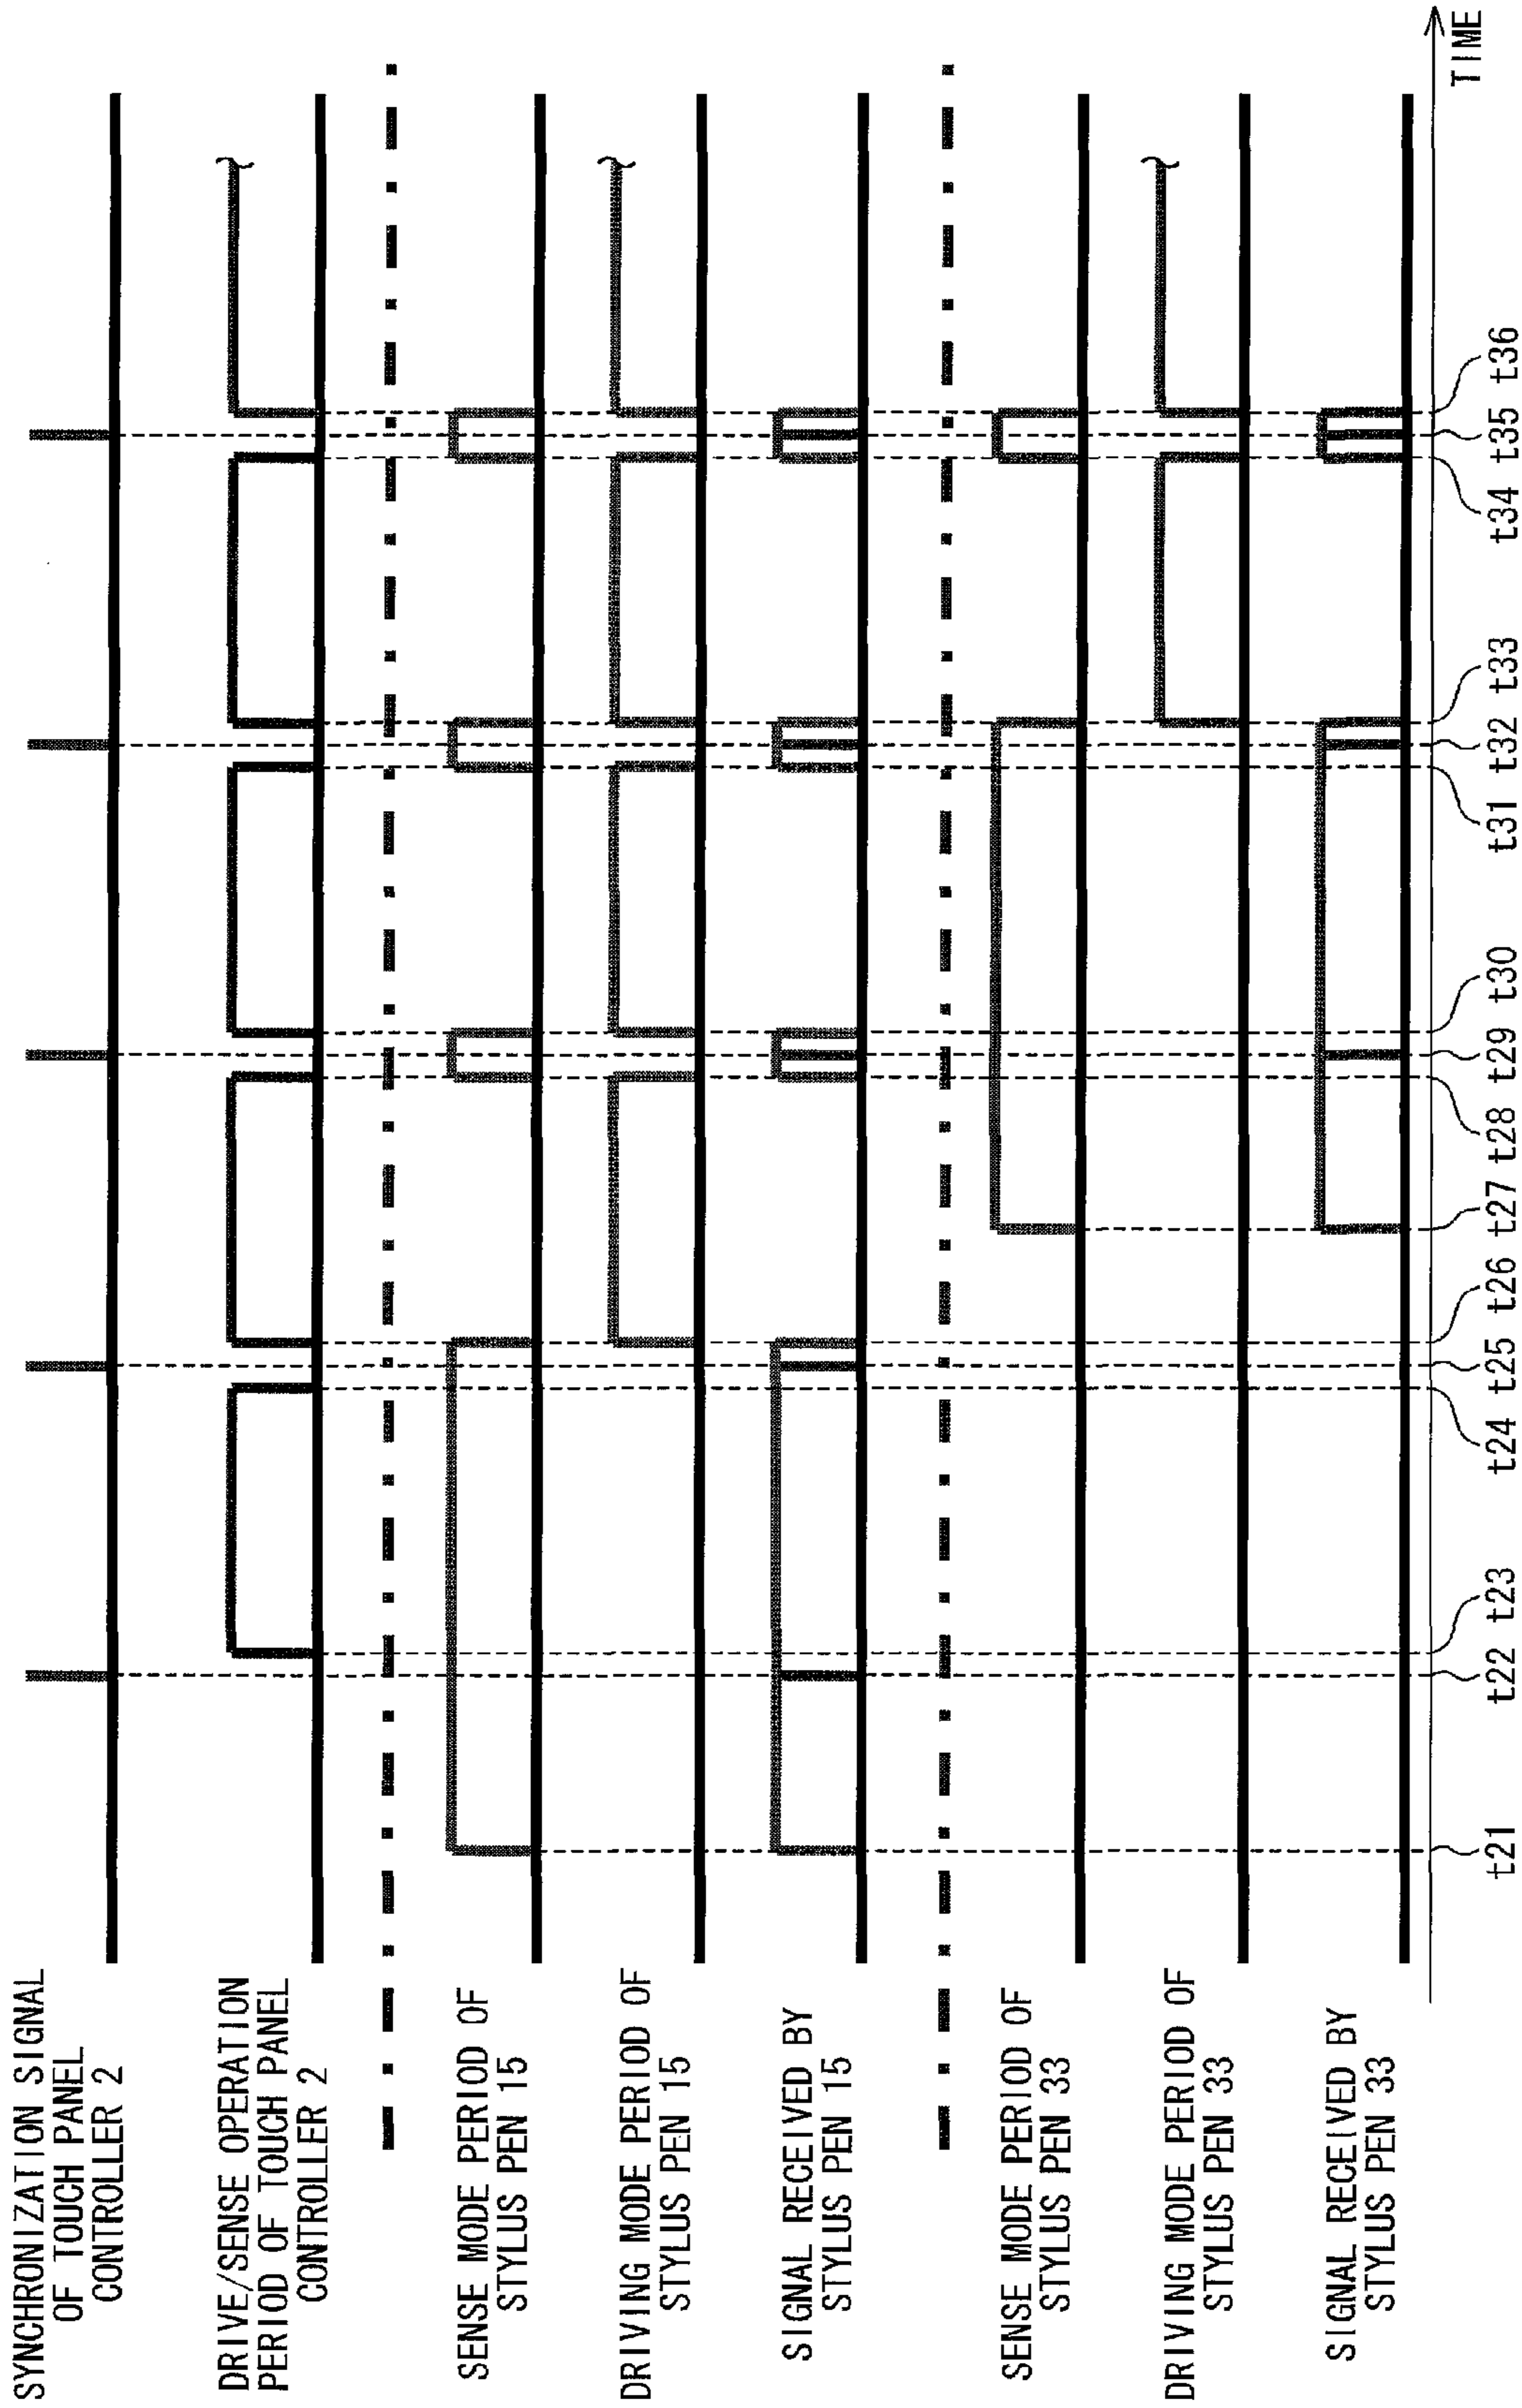 SYNCHRONIZATION SIGNAL
OF TOUCH PANEL
CONTROLLER 2
DRIVE/SENSE OPERATION
PERIOD OF TOUCH PANEL
CONTROLLER 2
SENSE MODE PERIOD OF
STYLUS PEN 15
DRIVING MODE PERIOD OF
STYLUS PEN 15
SIGNAL RECEIVED BY
STYLUS PEN 15
SENSE MODE PERIOD OF
STYLUS PEN 33
DRIVING MODE PERIOD OF
STYLUS PEN 33
SIGNAL RECEIVED BY
STYLUS PEN 33
t21 t22 t23 t24 t25 t26 t27 t28 t29 t30 t31 t32 t33 t34 t35 t36
TIME